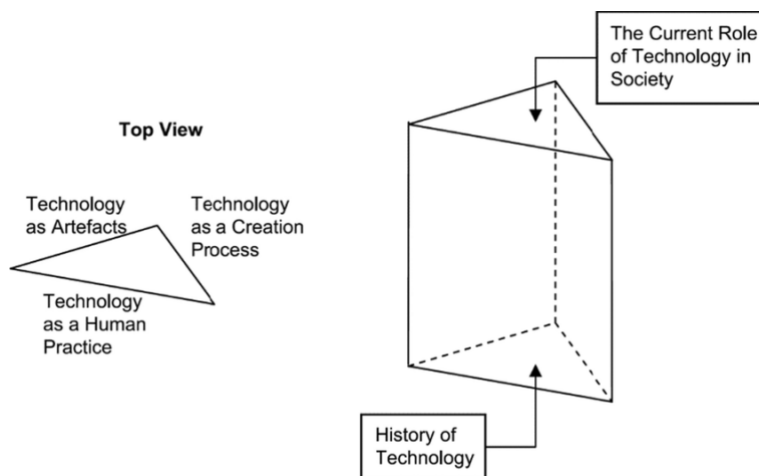 The Current Role
of Technology in
Society
Top View
Technology
as Artefacts
Technology
as a Creation
Process
Technology
as a Human
Practice
History of
Technology